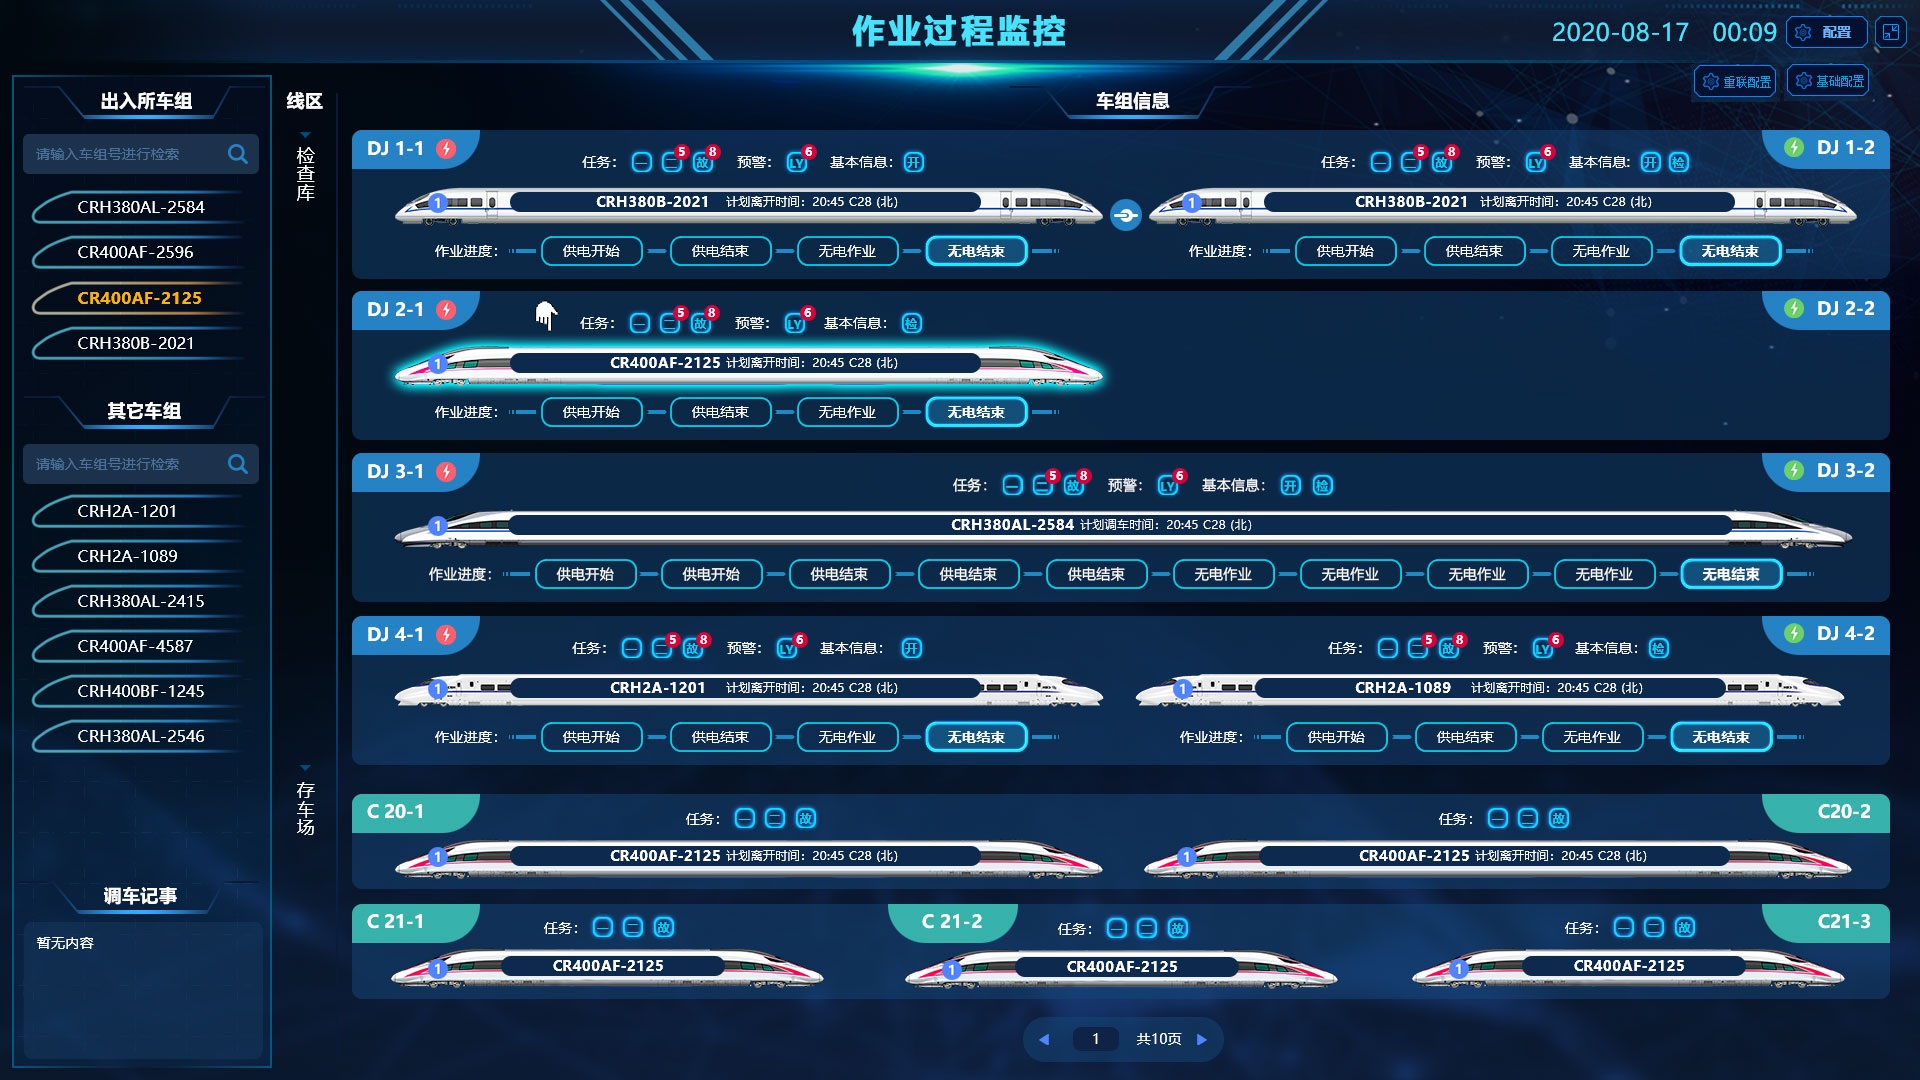 作业过程监控
2020-08-17 00:09
配置
重联配置
基础配置
出入所车组
请输入车组号进行检索
CRH380AL-2584
CR400AF-2596
CR400AF-2125
CRH380B-2021
其它车组
请输入车组号进行检索
CRH2A-1201
CRH2A-1089
CRH380AL-2415
CR400AF-4587
CRH400BF-1245
CRH380AL-2546
调车记事
暂无内容
线区
检查库
存车场
车组信息
DJ 1-1
任务： 一 二 5 故 8 预警： LY 6 基本信息： 开
1 CRH380B-2021 计划离开时间：20:45 C28 (北)
作业进度： 供电开始 供电结束 无电作业 无电结束
DJ 1-2
任务： 一 二 5 故 8 预警： LY 6 基本信息： 开 检
1 CRH380B-2021 计划离开时间：20:45 C28 (北)
作业进度： 供电开始 供电结束 无电作业 无电结束
DJ 2-1
任务： 一 二 5 故 8 预警： LY 6 基本信息： 检
1 CR400AF-2125 计划离开时间：20:45 C28 (北)
作业进度： 供电开始 供电结束 无电作业 无电结束
DJ 2-2
DJ 3-1
任务： 一 二 5 故 8 预警： LY 6 基本信息： 开 检
DJ 3-2
1 CRH380AL-2584 计划调车时间：20:45 C28 (北)
作业进度： 供电开始 供电开始 供电结束 供电结束 供电结束 无电作业 无电作业 无电作业 无电作业 无电结束
DJ 4-1
任务： 一 二 5 故 8 预警： LY 6 基本信息： 开
1 CRH2A-1201 计划离开时间：20:45 C28 (北)
作业进度： 供电开始 供电结束 无电作业 无电结束
DJ 4-2
任务： 一 二 5 故 8 预警： LY 6 基本信息： 检
1 CRH2A-1089 计划离开时间：20:45 C28 (北)
作业进度： 供电开始 供电结束 无电作业 无电结束
C 20-1
任务： 一 二 故
1 CR400AF-2125 计划离开时间：20:45 C28 (北)
C20-2
任务： 一 二 故
1 CR400AF-2125 计划离开时间：20:45 C28 (北)
C 21-1
任务： 一 二 故
1 CR400AF-2125
C 21-2
任务： 一 二 故
1 CR400AF-2125
C21-3
任务： 一 二 故
1 CR400AF-2125
1 共10页